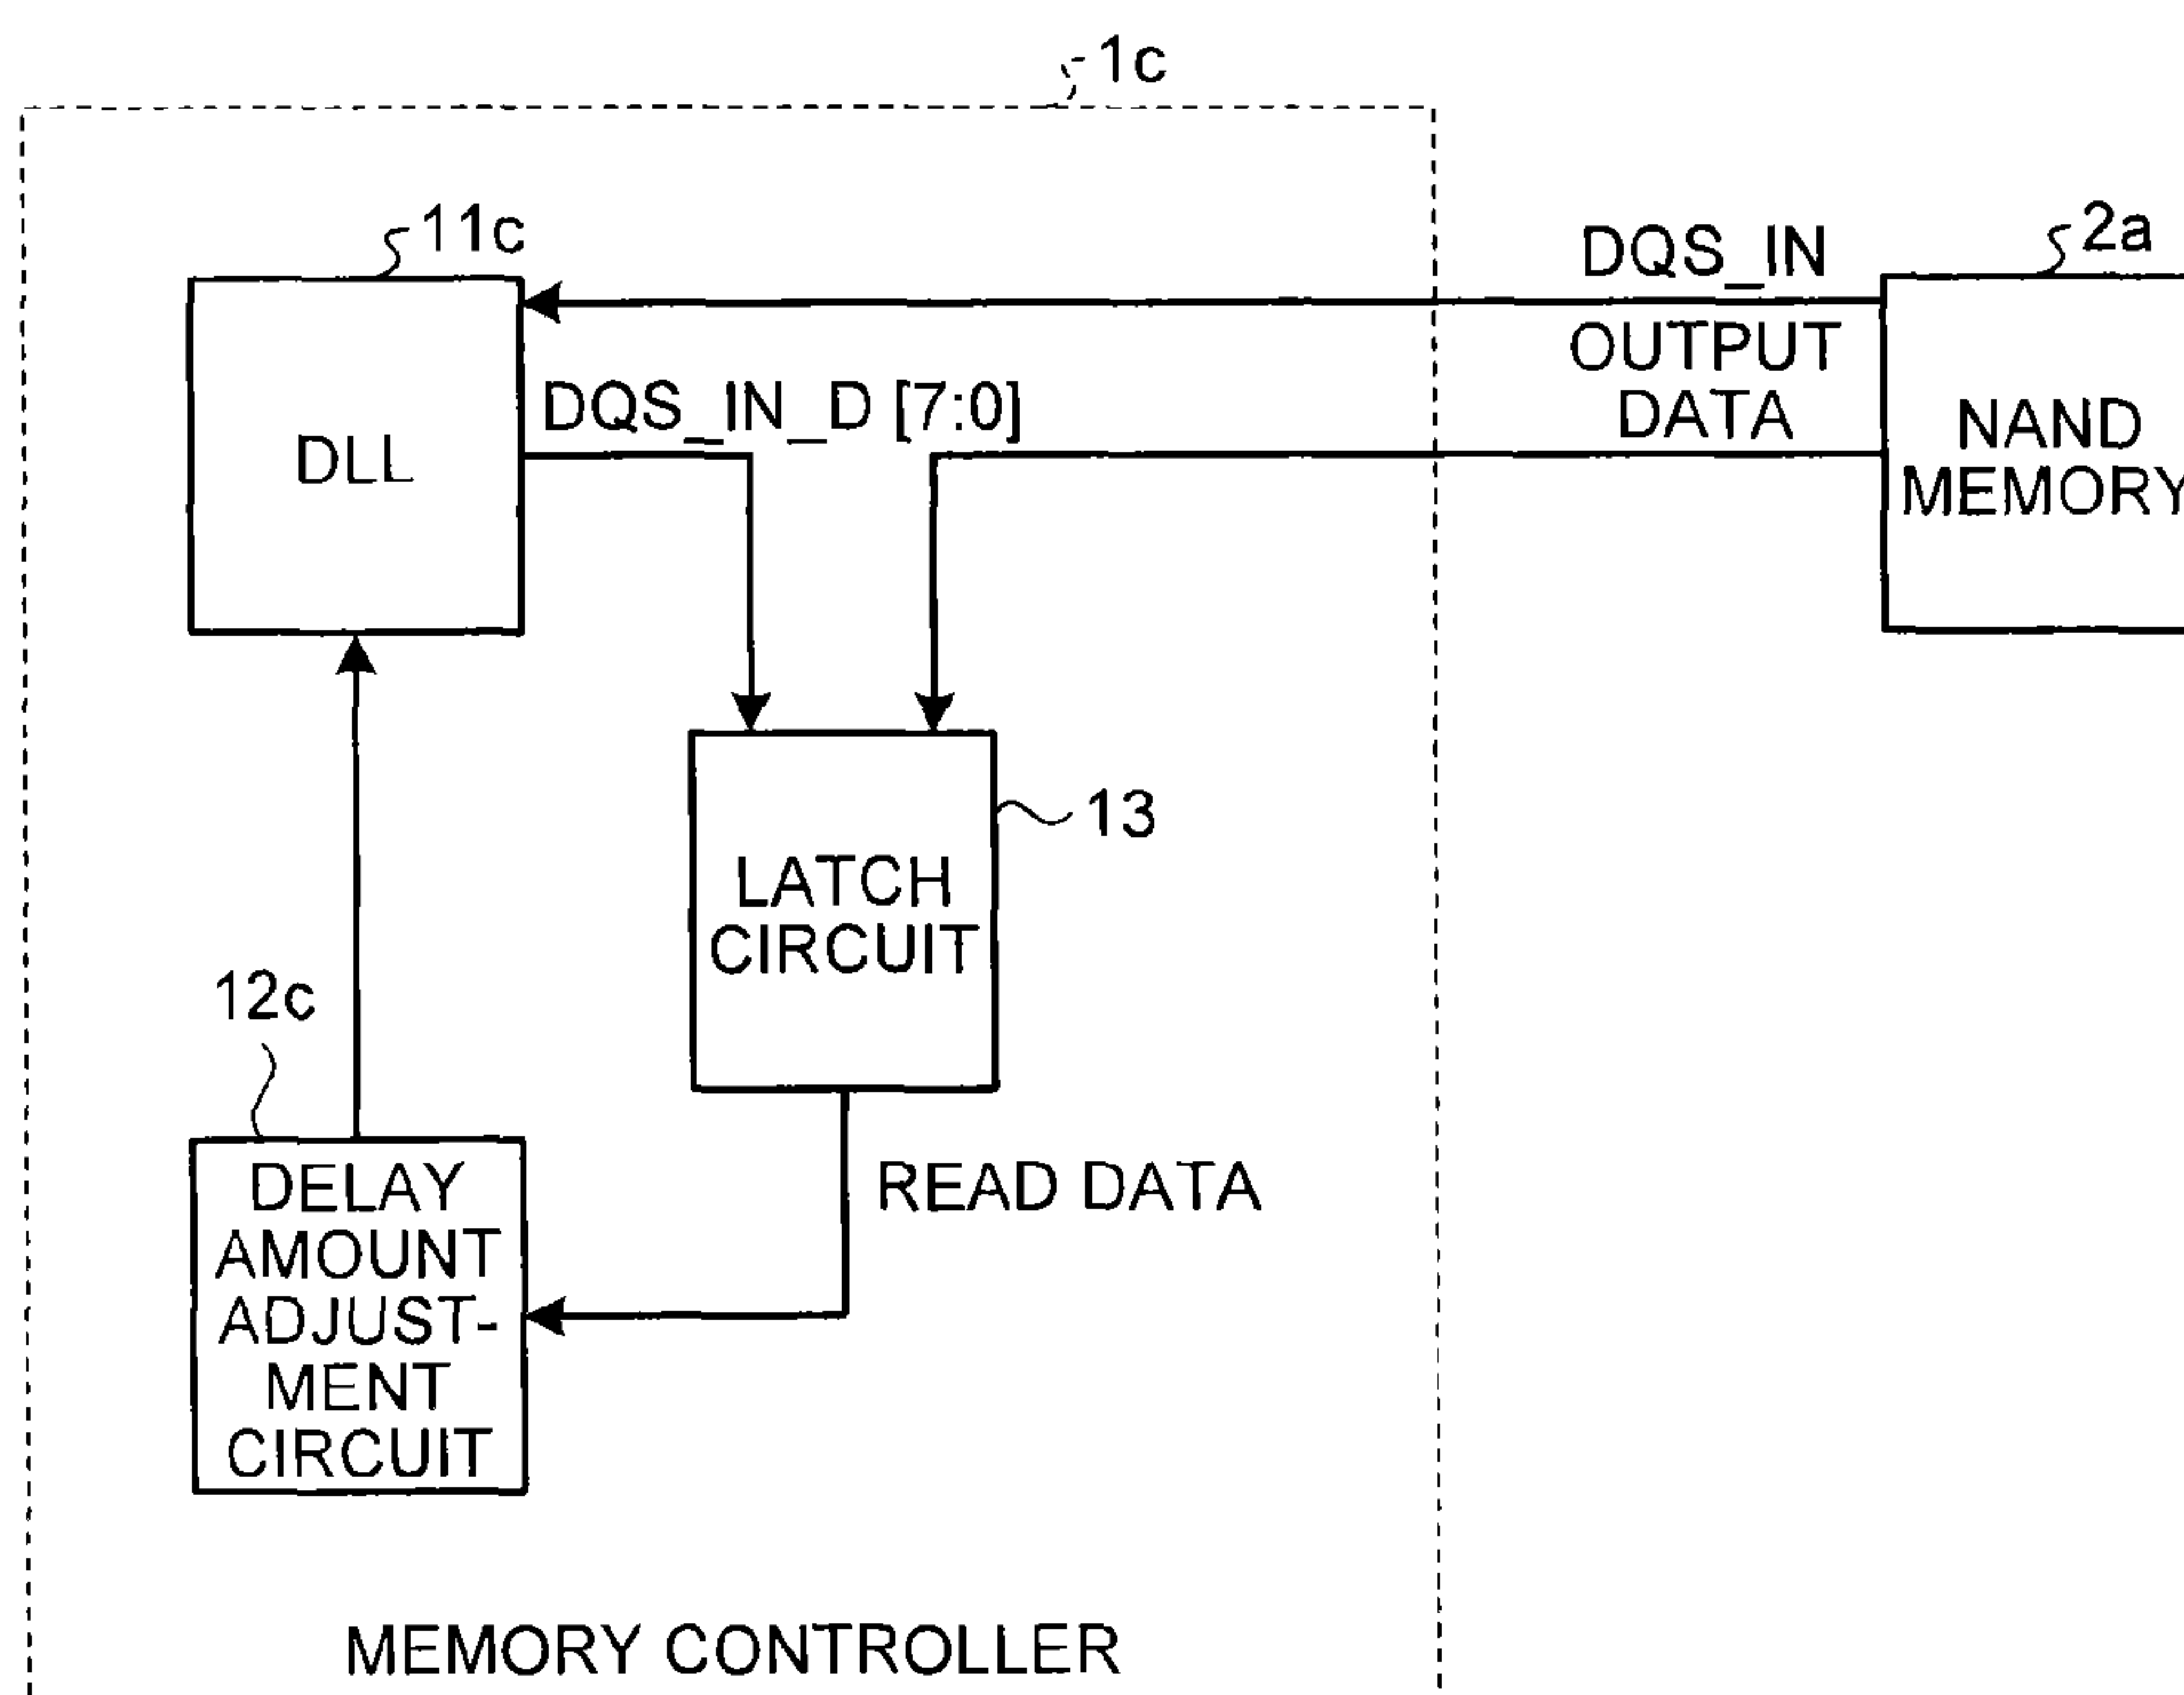 1c
11c
DQS_IN
2a
OUTPUT
DATA
DQS_IN_D [7:0]
DLL
NAND
MEMORY
13
LATCH
CIRCUIT
12c
DELAY
AMOUNT
ADJUST-
MENT
CIRCUIT
READ DATA
MEMORY CONTROLLER